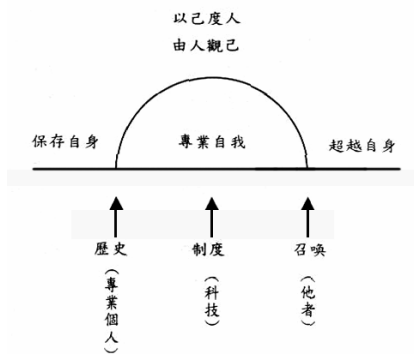 以己度人
由人觀己
保存自身
專業自我
超越自身
歷史
(專業個人)
制度
(科技)
召喚
(他者)